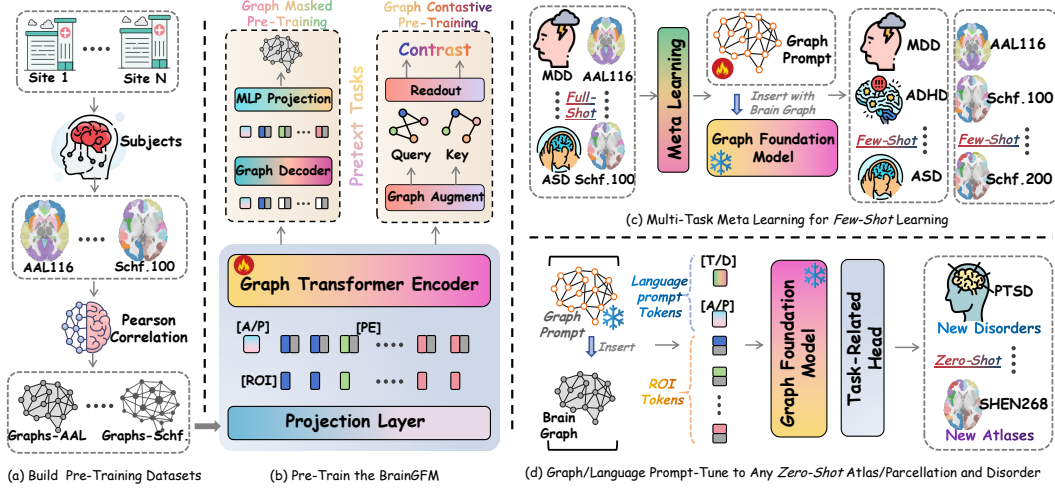 Site 1
Site N
Subjects
AAL116
Schf.100
Pearson
Correlation
Graphs-AAL
Graphs-Schf.
(a) Build Pre-Training Datasets
Graph Masked
Pre-Training
Graph Contastive
Pre-Training
Contrast
MLP Projection
Readout
Pretext Tasks
Query
Key
Graph Decoder
Graph Augment
Graph Transformer Encoder
[A/P]
[PE]
[ROI]
Projection Layer
(b) Pre-Train the BrainGFM
MDD
AAL116
Full-
Shot
ASD
Schf.100
Meta Learning
Graph
Prompt
Insert with
Brain Graph
Graph Foundation
Model
MDD
ADHD
Few-Shot
ASD
AAL116
Schf.100
Few-Shot
Schf.200
(c) Multi-Task Meta Learning for Few-Shot Learning
Graph Prompt
Insert
Brain
Graph
Language
prompt
Tokens
ROI
Tokens
[T/D]
[A/P]
Graph Foundation
Model
Task-Related
Head
PTSD
New Disorders
Zero-Shot
SHEN268
New Atlases
(d) Graph/Language Prompt-Tune to Any Zero-Shot Atlas/Parcellation and Disorder